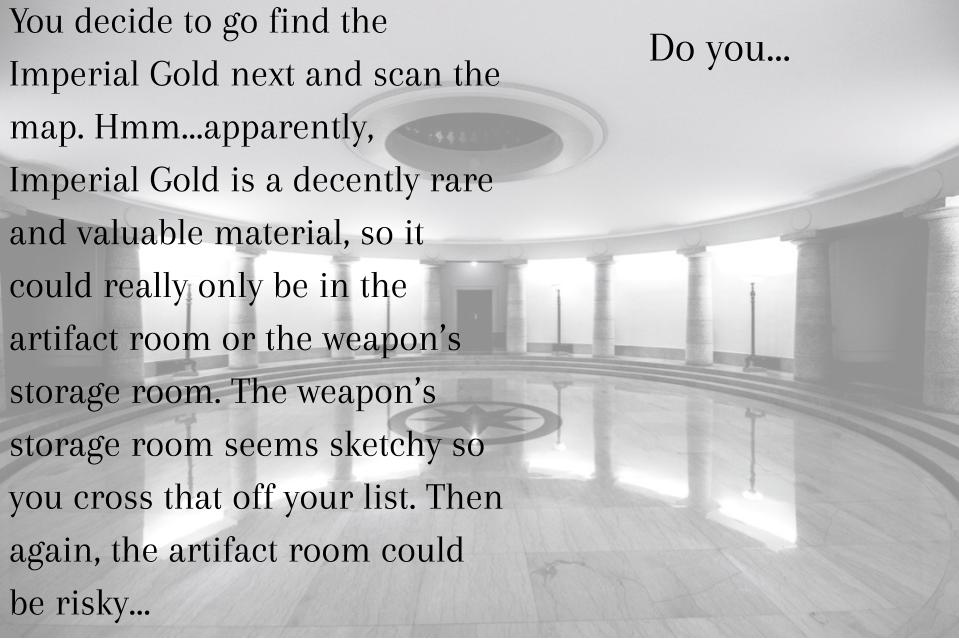 You decide to go find the
Imperial Gold next and scan the
map. Hmm...apparently,
Imperial Gold is a decently rare
and valuable material, so it
could really only be in the
artifact room or the weapon’s
storage room. The weapon’s
storage room seems sketchy so
you cross that off your list. Then
again, the artifact room could
be risky...
Do you...